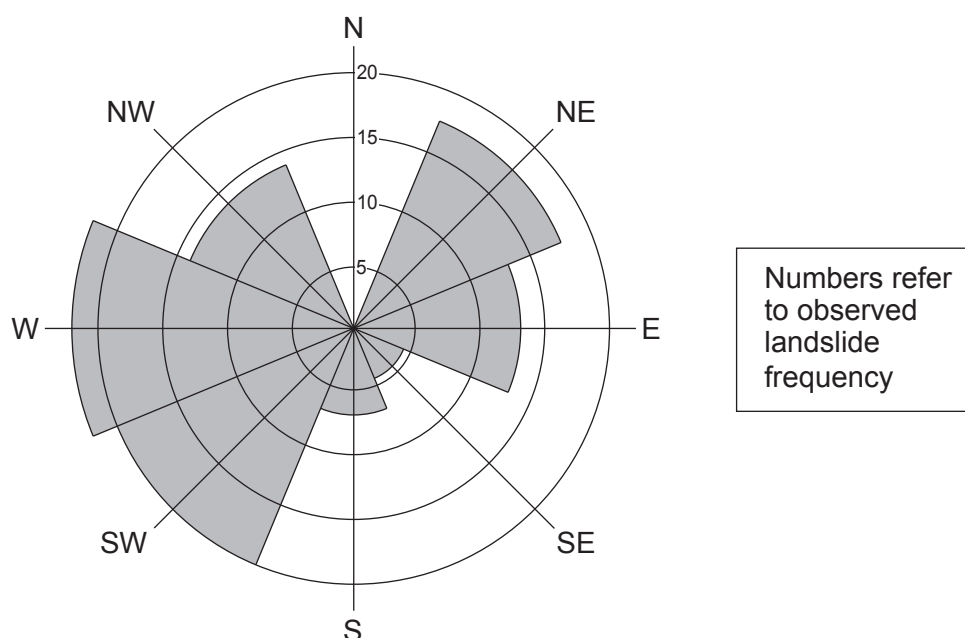 N
20
NW
NE
15
10
5
W
E
Numbers refer
to observed
landslide
frequency
SW
SE
S